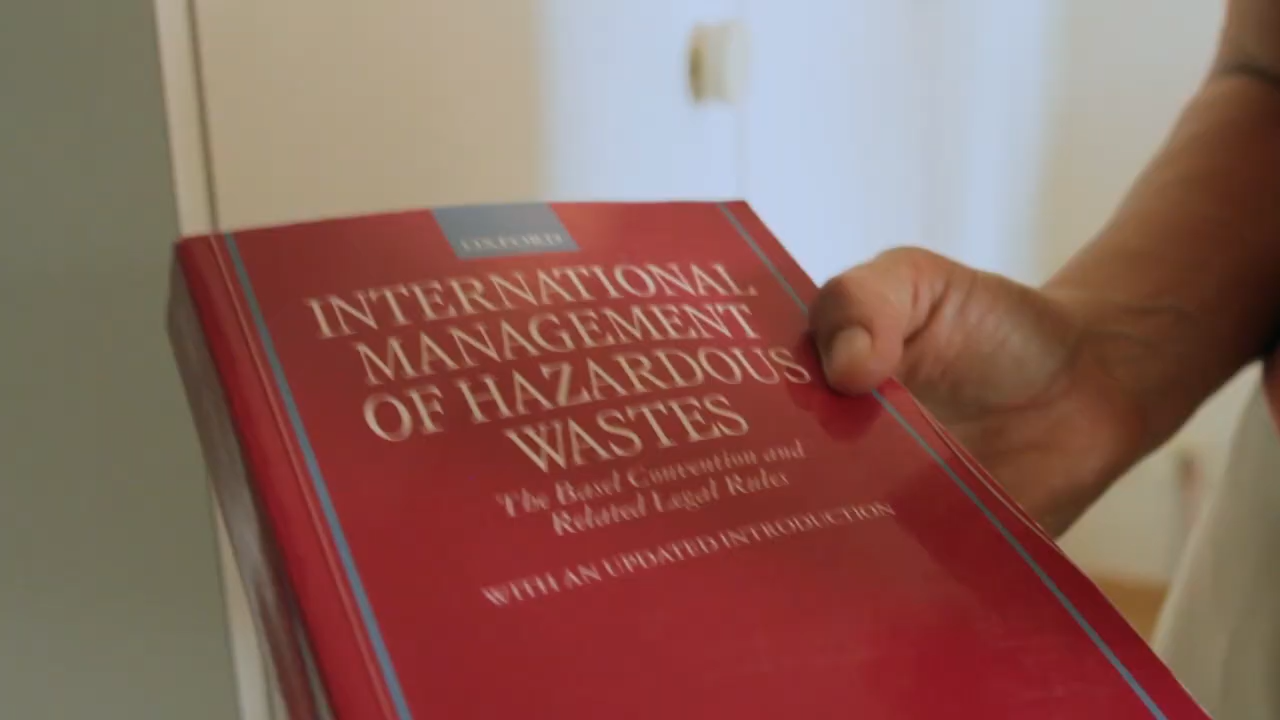 OXFORD
INTERNATIONAL
MANAGEMENT
OF HAZARDOUS
WASTES
The Basel Convention and
Related Legal Rules
WITH AN UPDATED INTRODUCTION